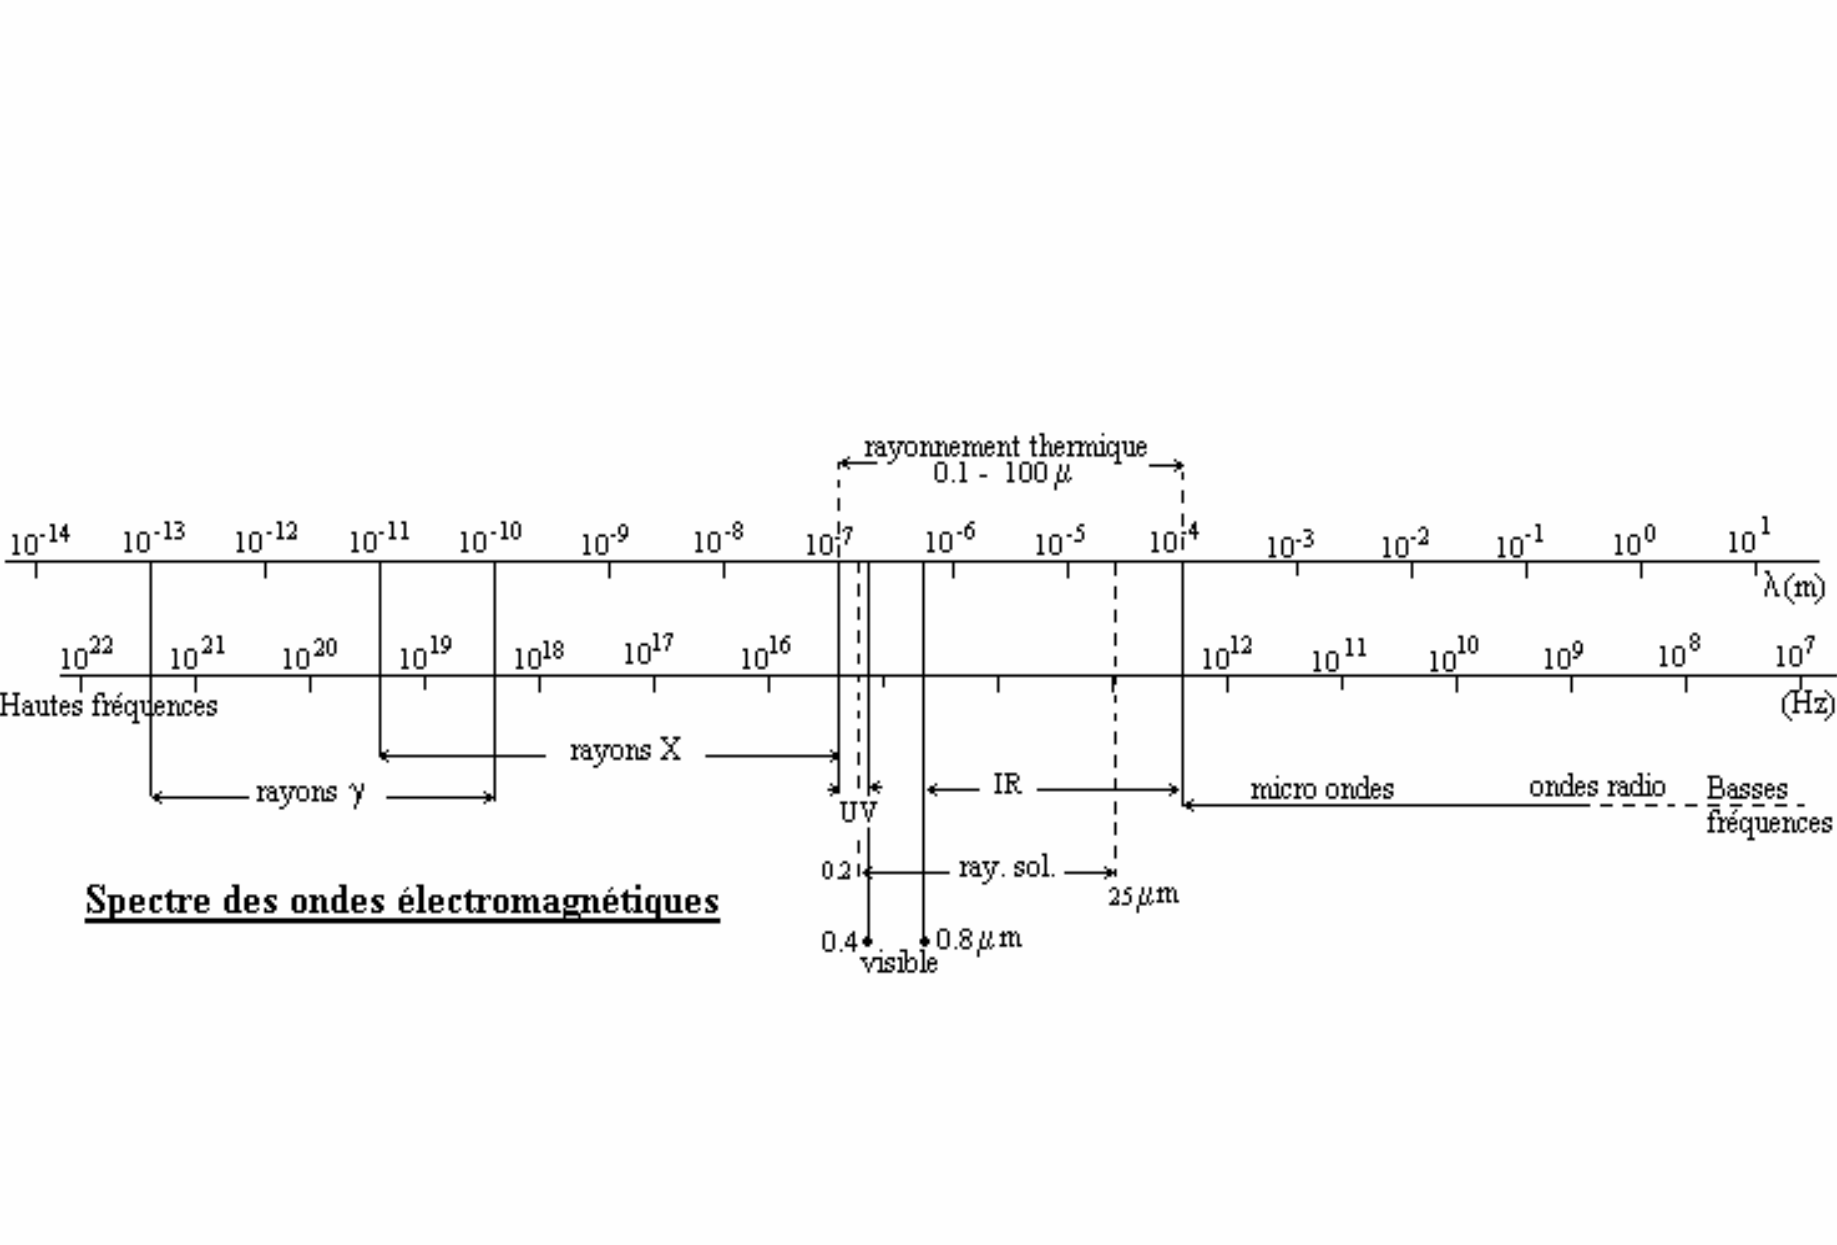 rayonnement thermique
0.1 - 100 μ
10⁻¹⁴ 10⁻¹³ 10⁻¹² 10⁻¹¹ 10⁻¹⁰ 10⁻⁹ 10⁻⁸ 10⁻⁷ 10⁻⁶ 10⁻⁵ 10⁻⁴ 10⁻³ 10⁻² 10⁻¹ 10⁰ 10¹
λ(m)
10²² 10²¹ 10²⁰ 10¹⁹ 10¹⁸ 10¹⁷ 10¹⁶ 10¹² 10¹¹ 10¹⁰ 10⁹ 10⁸ 10⁷
Hautes fréquences (Hz)
rayons X
rayons γ IR micro ondes ondes radio Basses
UV fréquences
0.2 ray. sol.
25 μm
Spectre des ondes électromagnétiques
0.4 0.8 μm
visible